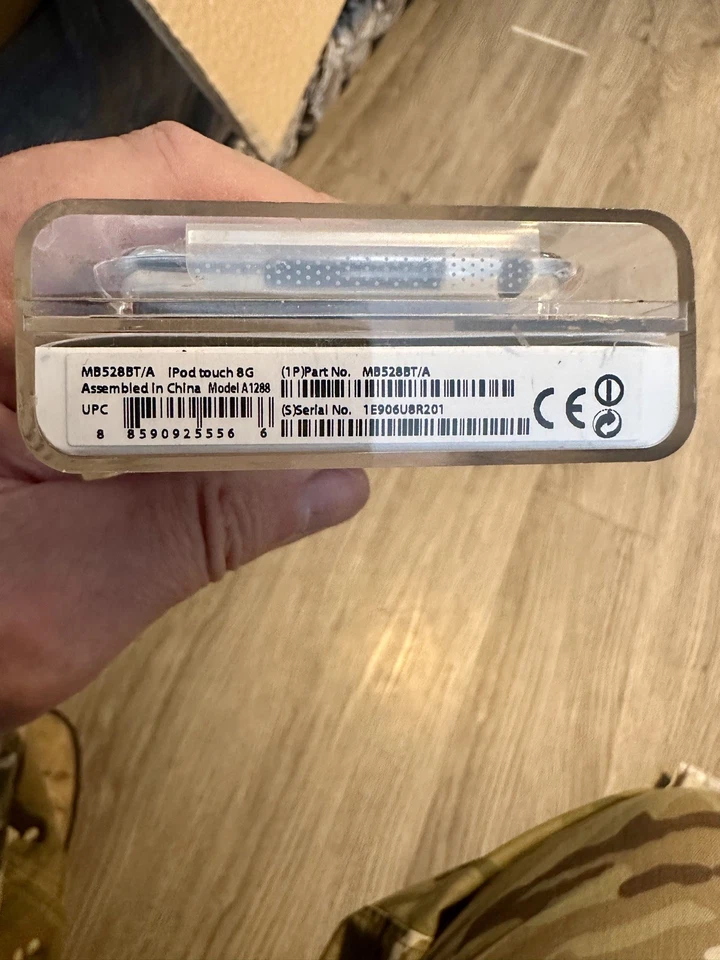 MB528BT/A iPod touch 8G
Assembled in China Model A1288
UPC
8 8590925556 6
(1P)Part No. MB528BT/A
(S)Serial No. 1E906U8R201
CE